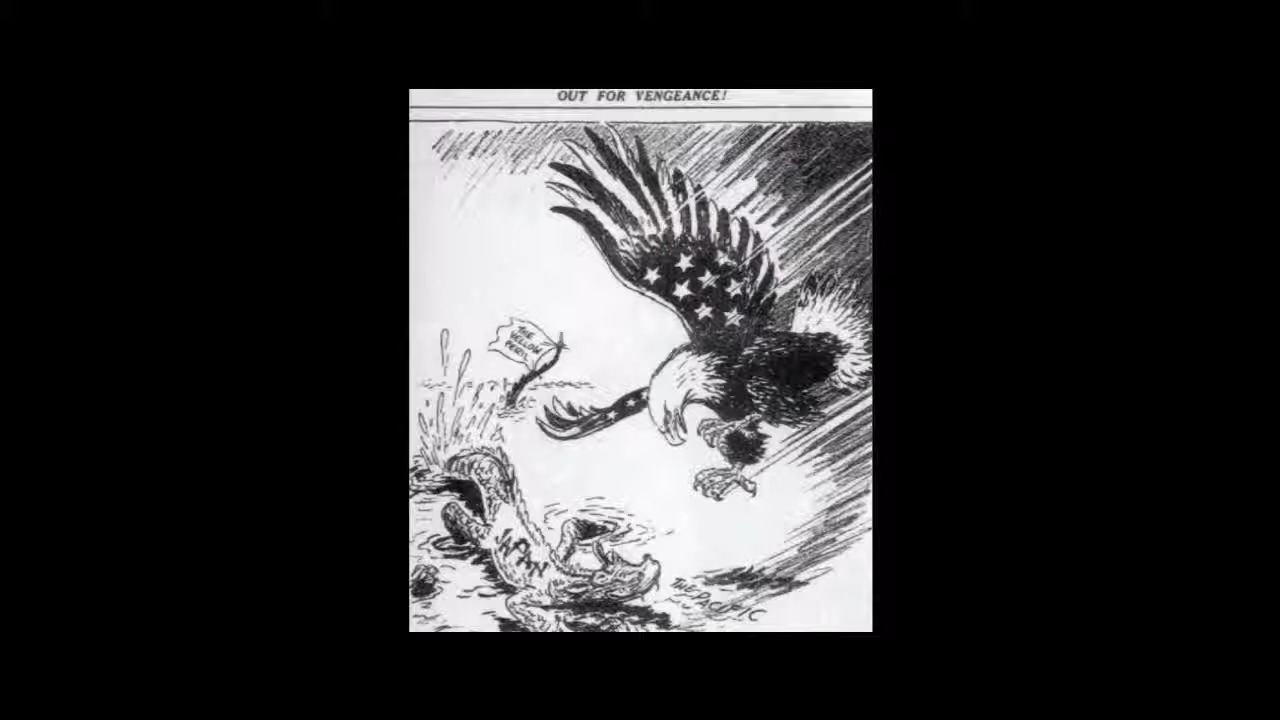 OUT FOR VENGEANCE!
THE
YELLOW
PERIL
JAPAN
THE PACIFIC